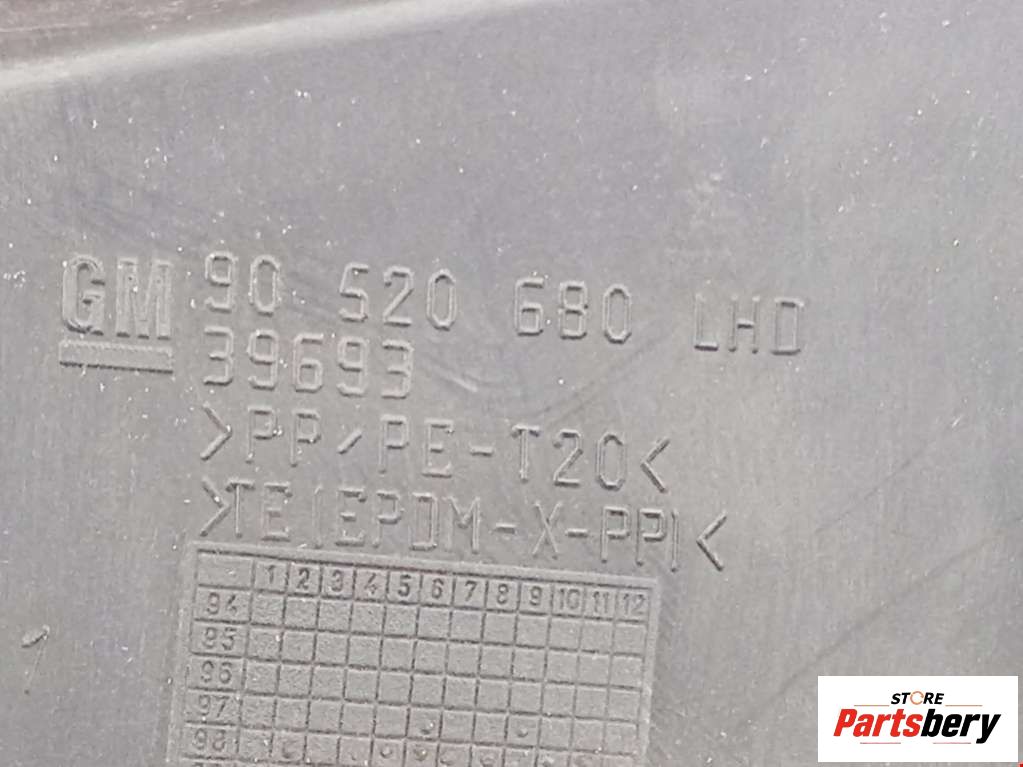 GM 90 520 680 LHD
39693
>PP/PE-T20<
>TE(EPDM-X-PP)<
1 2 3 4 5 6 7 8 9 10 11 12
94
95
96
97
98
STORE
Partsbery